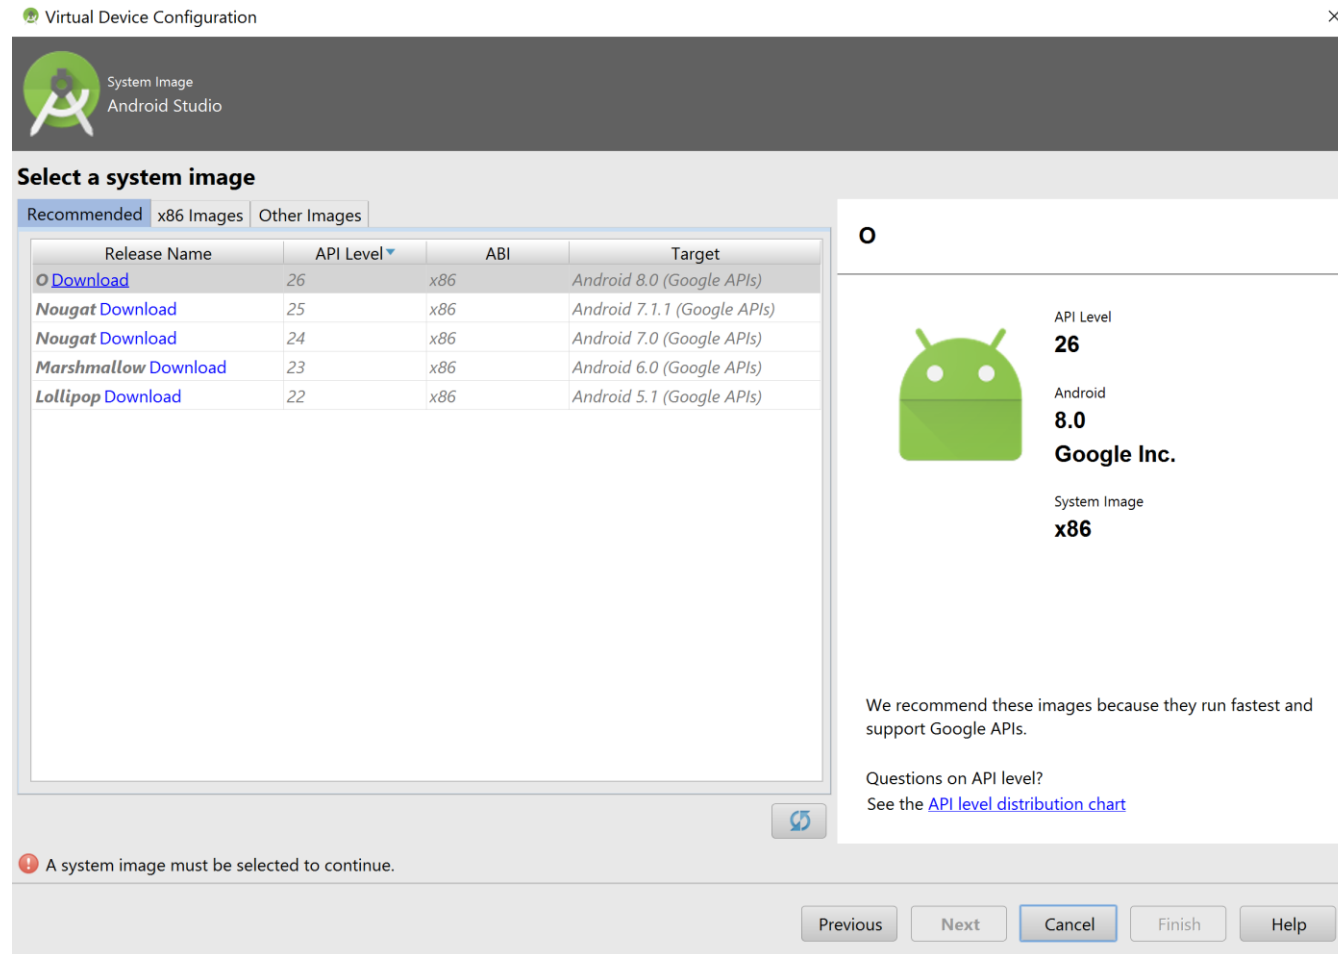 Virtual Device Configuration
System Image
Android Studio
Select a system image
Recommended x86 Images Other Images
Release Name API Level ABI Target
O Download 26 x86 Android 8.0 (Google APIs)
Nougat Download 25 x86 Android 7.1.1 (Google APIs)
Nougat Download 24 x86 Android 7.0 (Google APIs)
Marshmallow Download 23 x86 Android 6.0 (Google APIs)
Lollipop Download 22 x86 Android 5.1 (Google APIs)
O
API Level
26
Android
8.0
Google Inc.
System Image
x86
We recommend these images because they run fastest and
support Google APIs.
Questions on API level?
See the API level distribution chart
A system image must be selected to continue.
Previous Next Cancel Finish Help